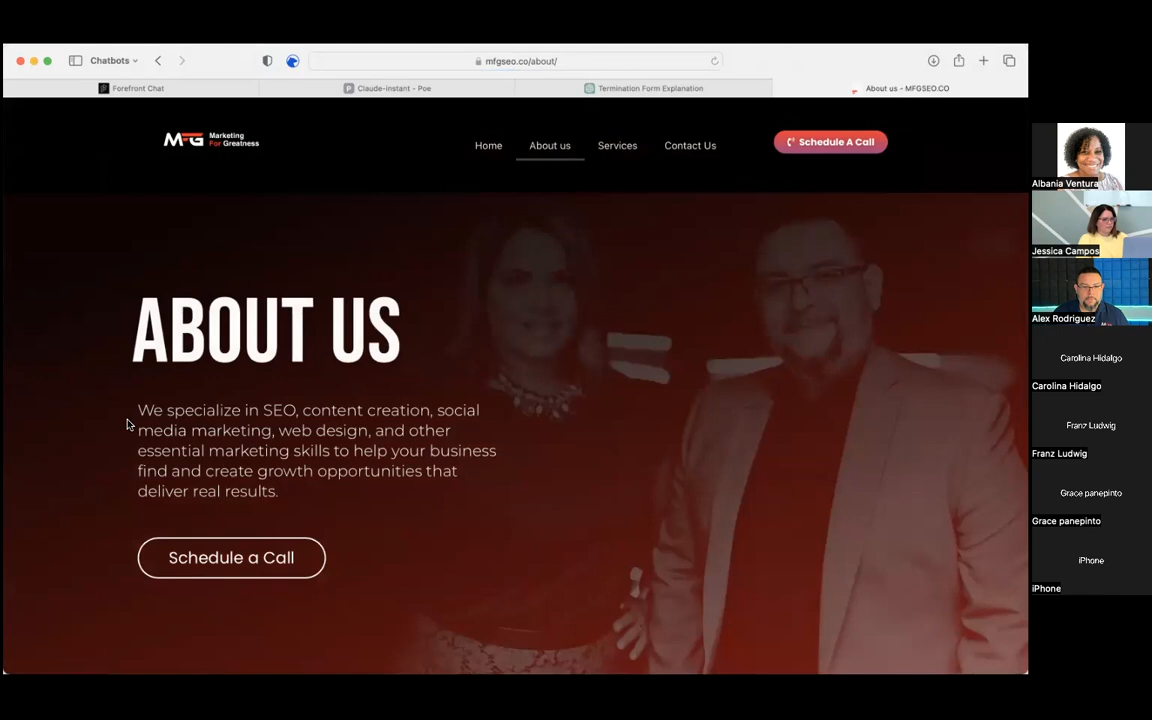 Chatbots
mfgseo.co/about/
Forefront Chat
Claude-instant - Poe
Termination Form Explanation
About us - MFGSEO.CO
MFG Marketing
For Greatness
Home
About us
Services
Contact Us
Schedule A Call
ABOUT US
We specialize in SEO, content creation, social
media marketing, web design, and other
essential marketing skills to help your business
find and create growth opportunities that
deliver real results.
Schedule a Call
Albania Ventura
Jessica Campos
Alex Rodriguez
Carolina Hidalgo
Carolina Hidalgo
Franz Ludwig
Franz Ludwig
Grace panepinto
Grace panepinto
iPhone
iPhone